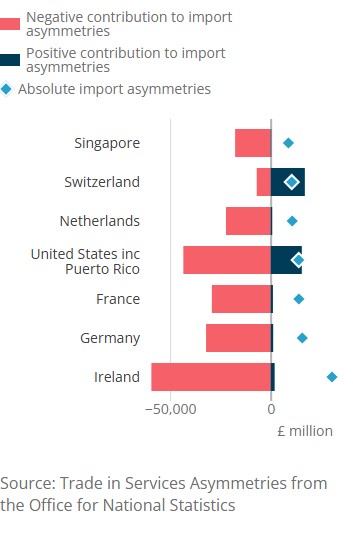 Negative contribution to import
asymmetries
Positive contribution to import
asymmetries
Absolute import asymmetries
Singapore
Switzerland
Netherlands
United States inc
Puerto Rico
France
Germany
Ireland
−50,000
0
£ million
Source: Trade in Services Asymmetries from
the Office for National Statistics